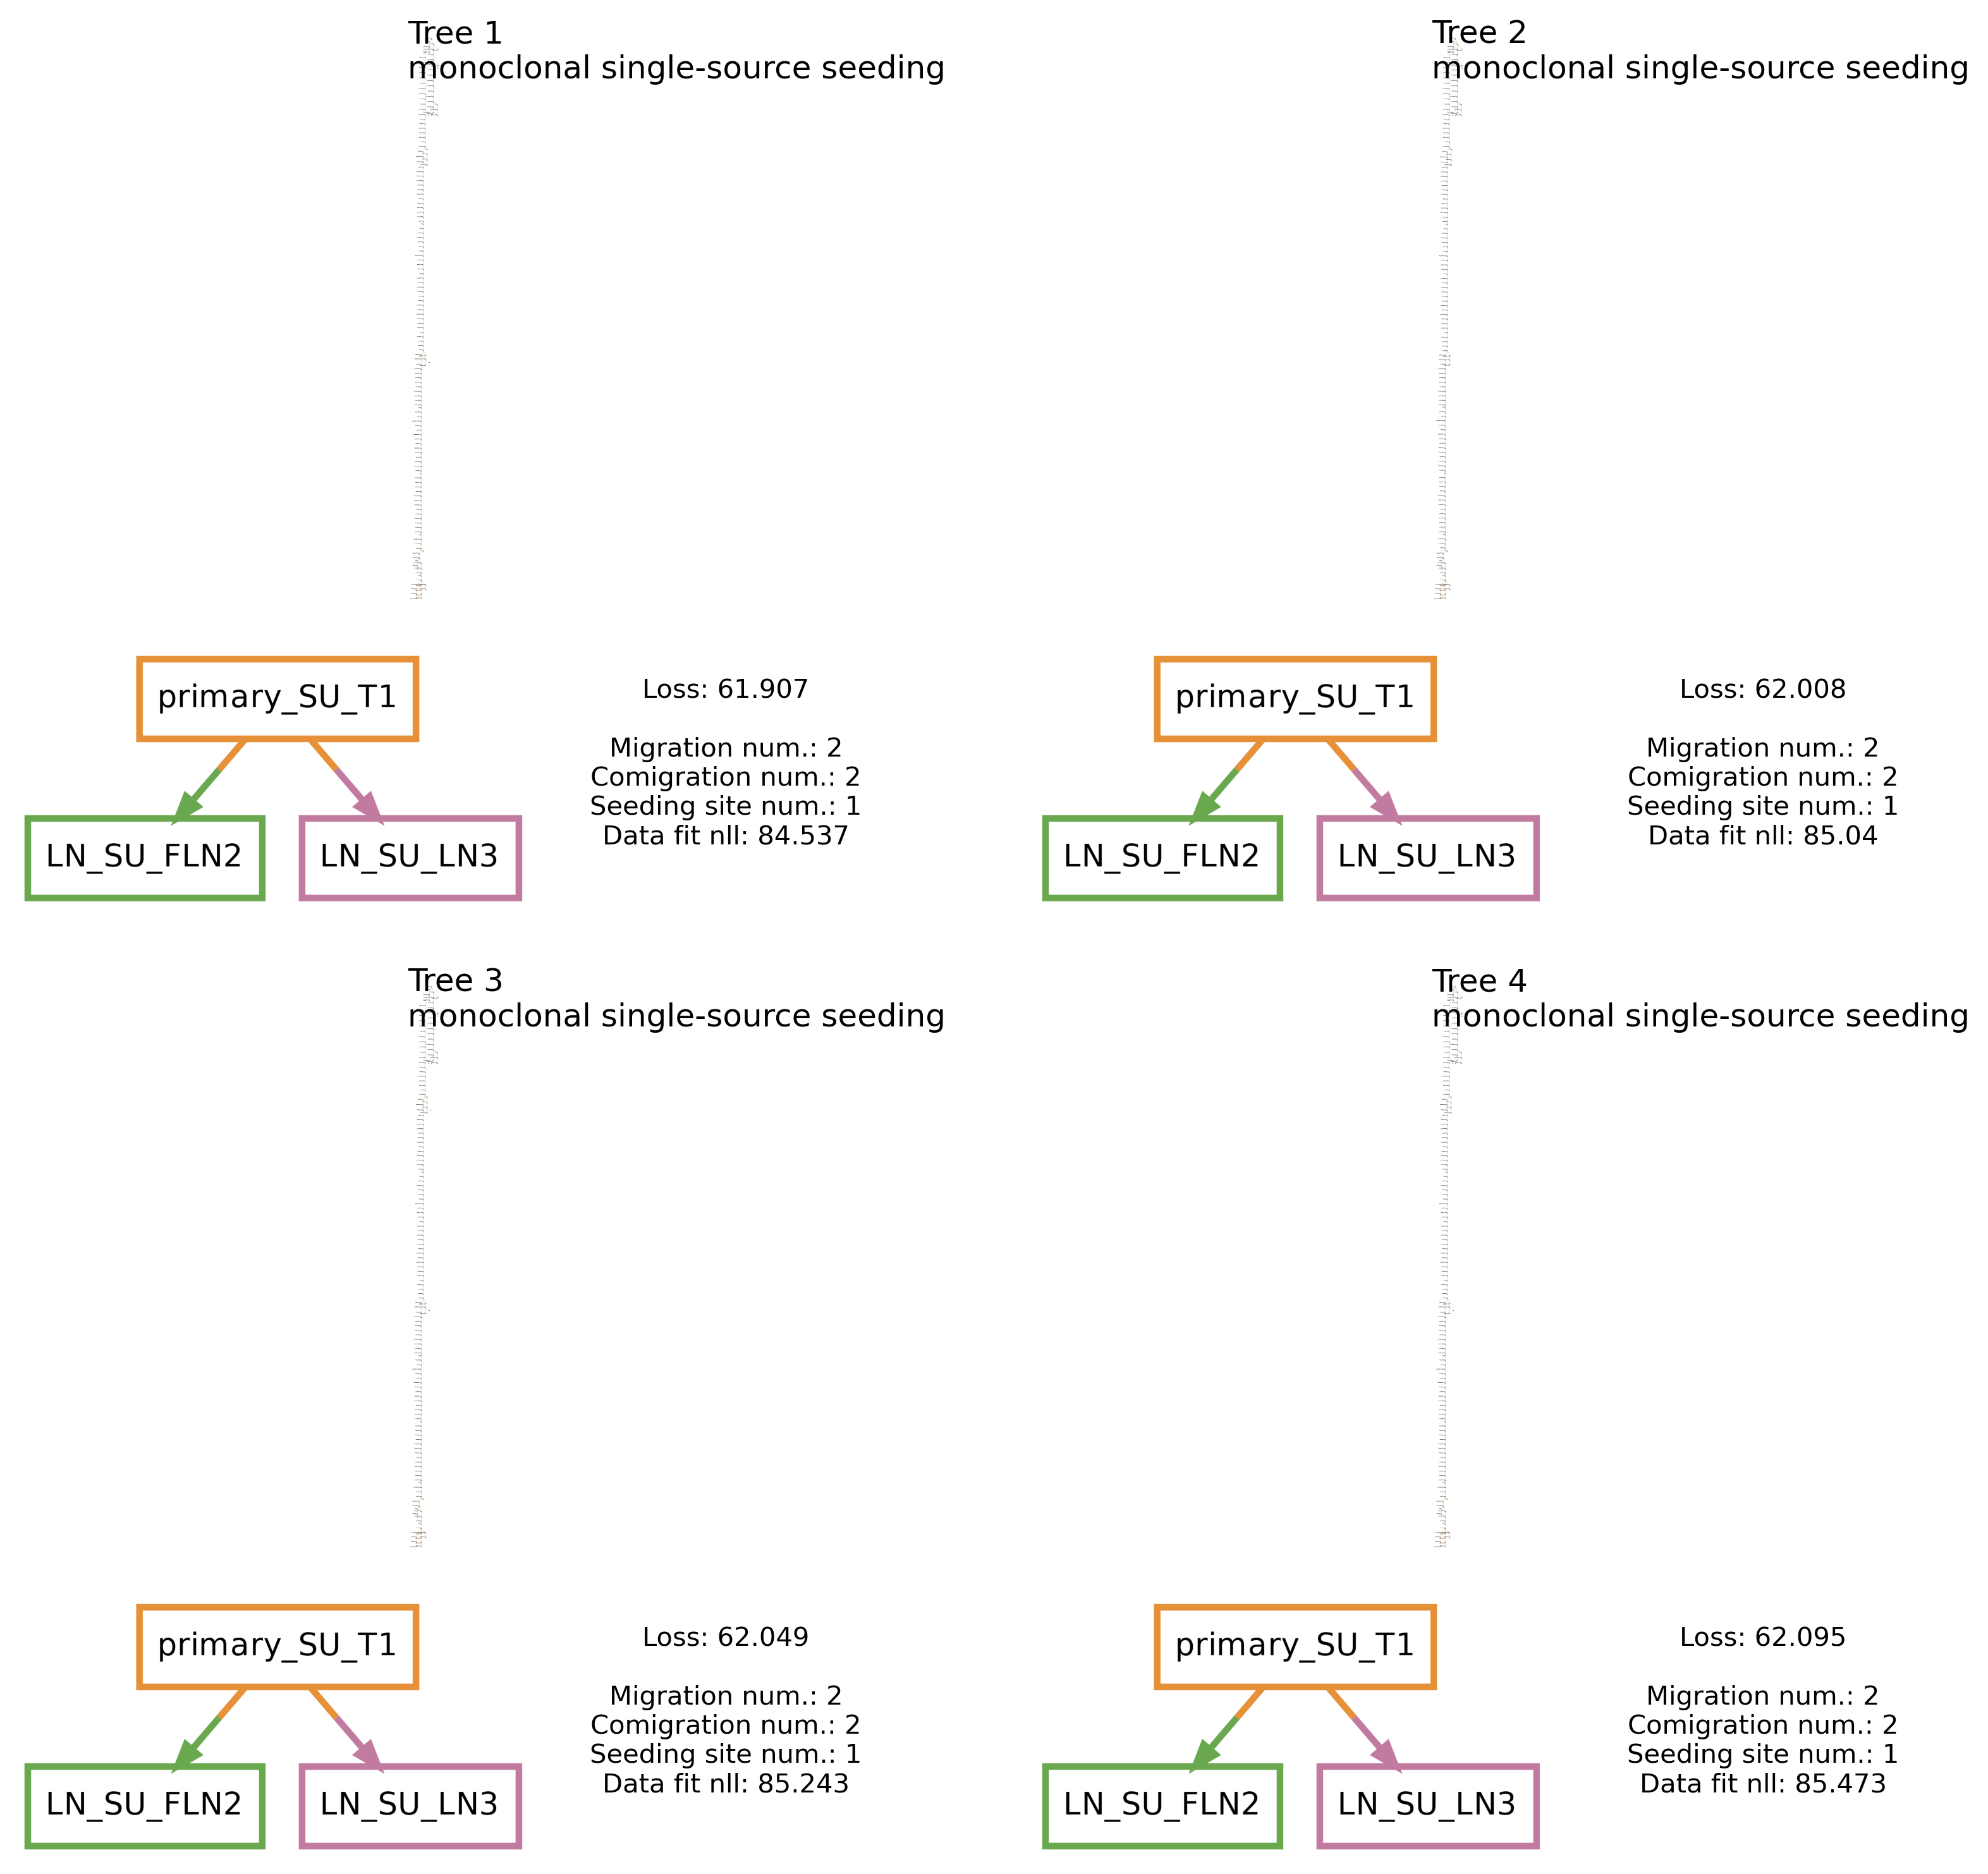 Tree 1
monoclonal single-source seeding
primary_SU_T1
LN_SU_FLN2
LN_SU_LN3
Loss: 61.907
Migration num.: 2
Comigration num.: 2
Seeding site num.: 1
Data fit nll: 84.537
Tree 2
monoclonal single-source seeding
primary_SU_T1
LN_SU_FLN2
LN_SU_LN3
Loss: 62.008
Migration num.: 2
Comigration num.: 2
Seeding site num.: 1
Data fit nll: 85.04
Tree 3
monoclonal single-source seeding
primary_SU_T1
LN_SU_FLN2
LN_SU_LN3
Loss: 62.049
Migration num.: 2
Comigration num.: 2
Seeding site num.: 1
Data fit nll: 85.243
Tree 4
monoclonal single-source seeding
primary_SU_T1
LN_SU_FLN2
LN_SU_LN3
Loss: 62.095
Migration num.: 2
Comigration num.: 2
Seeding site num.: 1
Data fit nll: 85.473